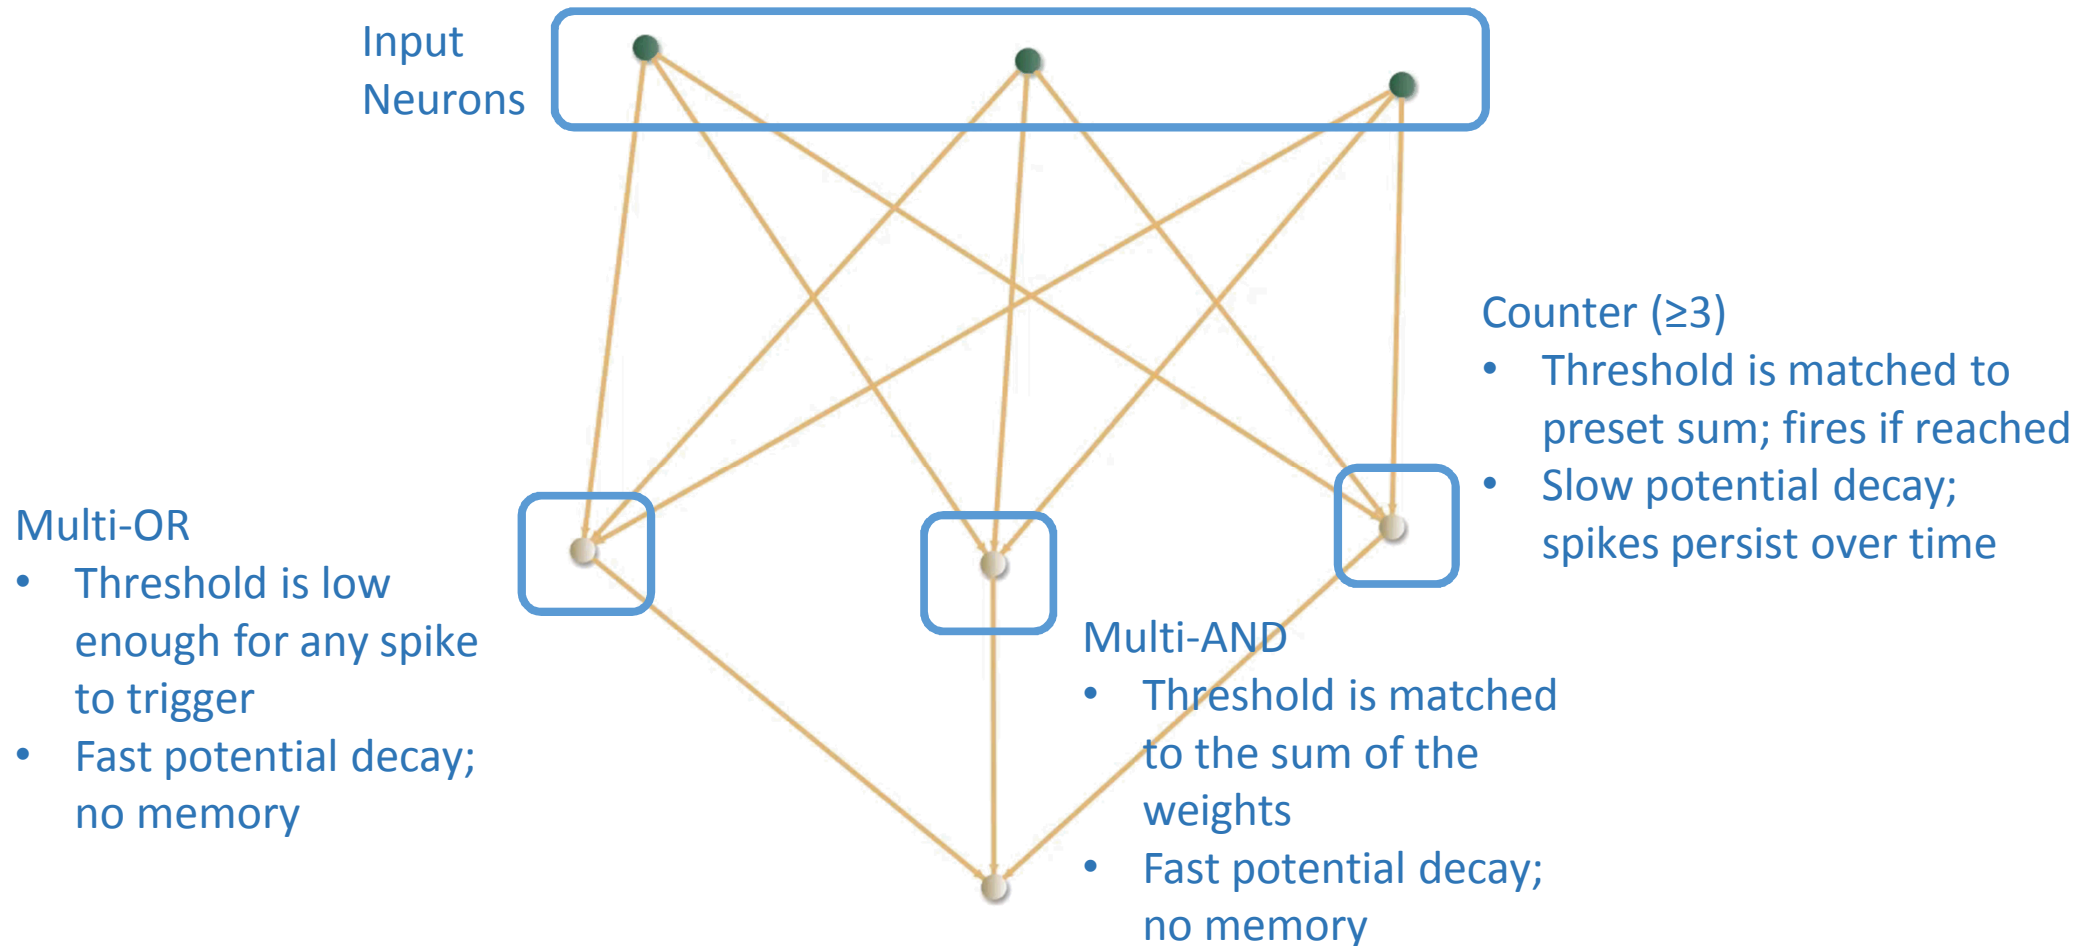 Input
Neurons
Counter (≥3)
• Threshold is matched to
preset sum; fires if reached
• Slow potential decay;
spikes persist over time
Multi-OR
• Threshold is low
enough for any spike
to trigger
• Fast potential decay;
no memory
Multi-AND
• Threshold is matched
to the sum of the
weights
• Fast potential decay;
no memory